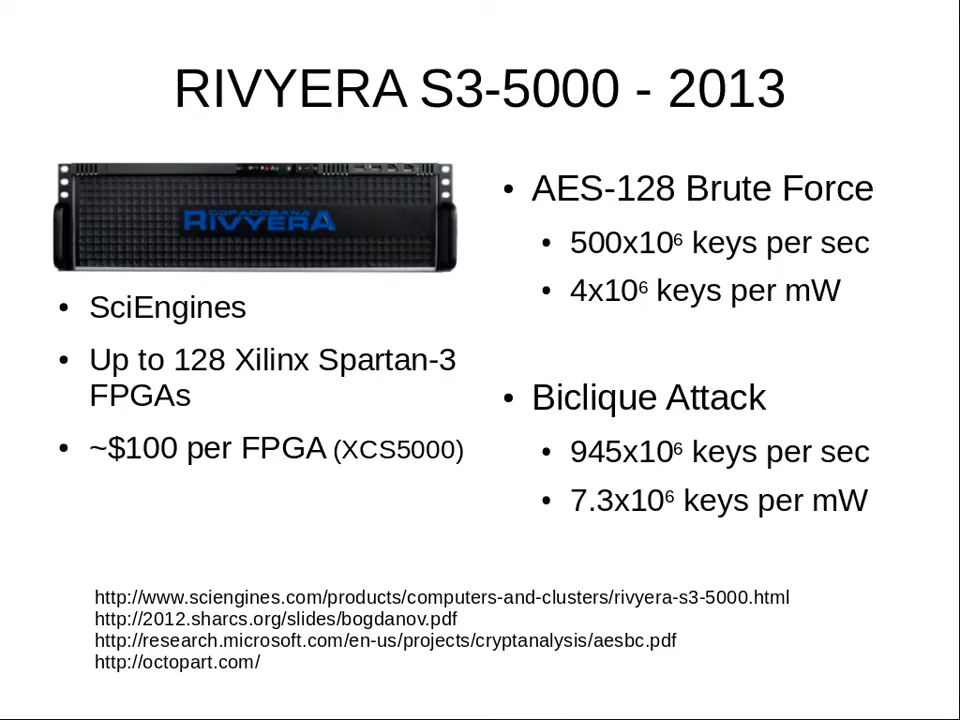 RIVYERA S3-5000 - 2013
COPACOBANA
RIVYERA
• SciEngines
• Up to 128 Xilinx Spartan-3
FPGAs
• ~$100 per FPGA (XCS5000)
• AES-128 Brute Force
• 500x10⁶ keys per sec
• 4x10⁶ keys per mW
• Biclique Attack
• 945x10⁶ keys per sec
• 7.3x10⁶ keys per mW
http://www.sciengines.com/products/computers-and-clusters/rivyera-s3-5000.html
http://2012.sharcs.org/slides/bogdanov.pdf
http://research.microsoft.com/en-us/projects/cryptanalysis/aesbc.pdf
http://octopart.com/